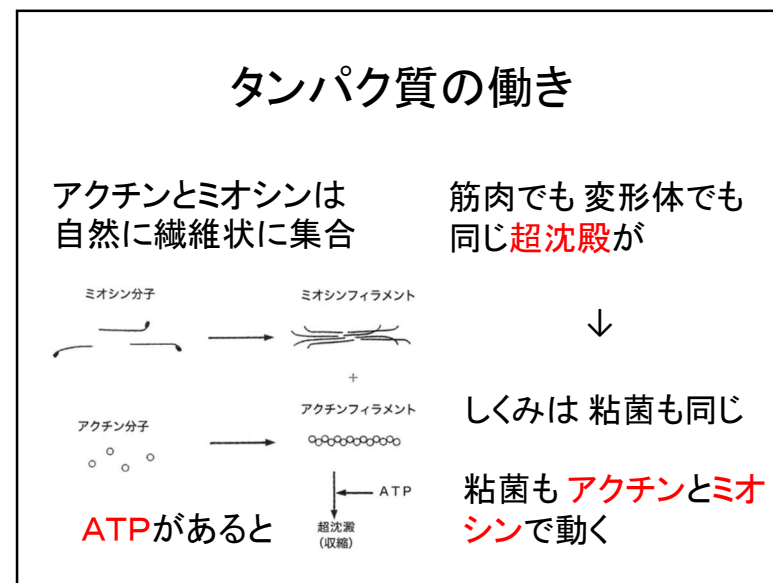 タンパク質の働き
アクチンとミオシンは
自然に繊維状に集合
ミオシン分子
ミオシンフィラメント
+
アクチン分子
アクチンフィラメント
ATP
超沈澱
(収縮)
ATPがあると
筋肉でも 変形体でも
同じ超沈殿が
↓
しくみは 粘菌も同じ
粘菌も アクチンとミオ
シンで動く